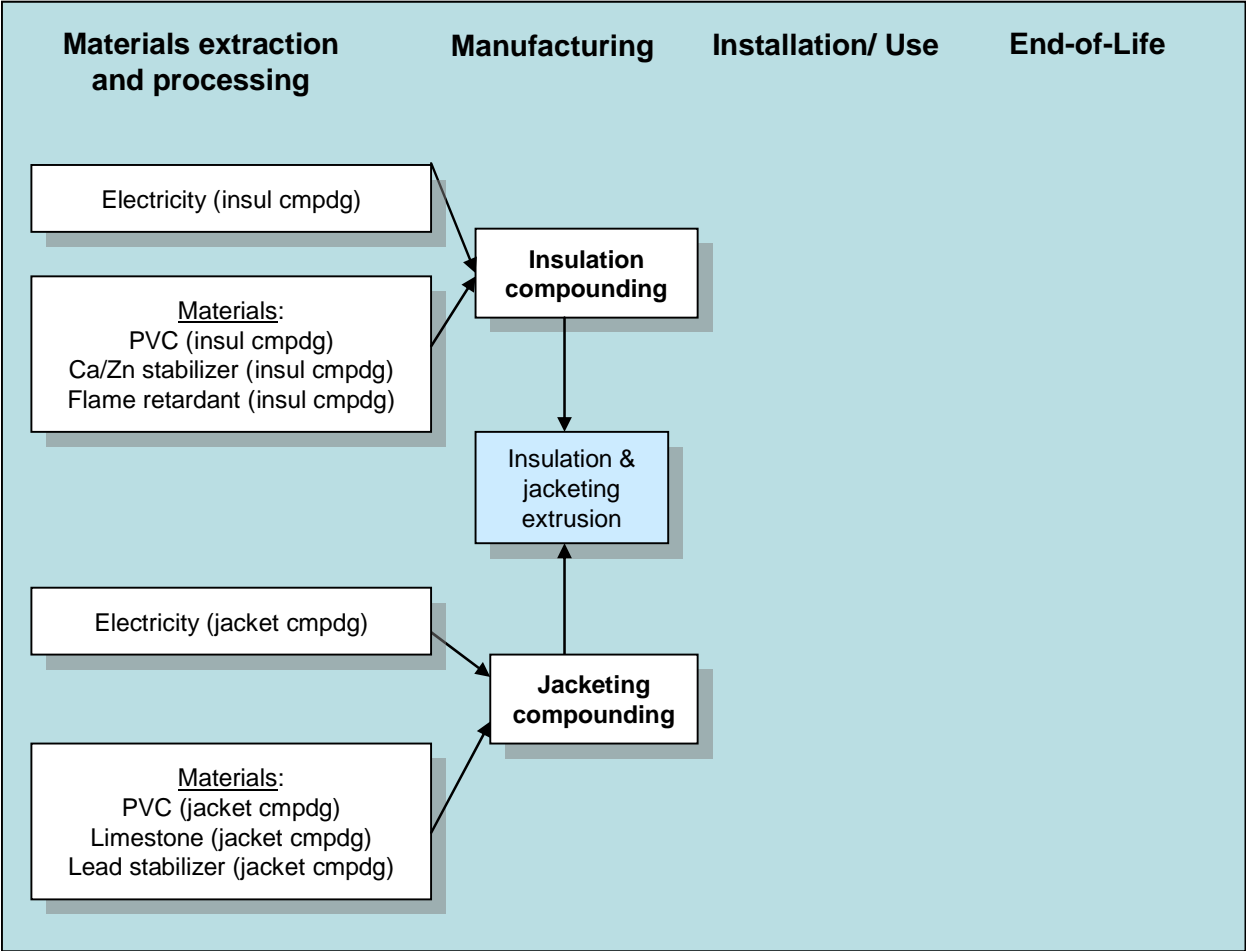 Materials extraction
and processing
Manufacturing
Installation/ Use
End-of-Life
Electricity (insul cmpdg)
Materials:
PVC (insul cmpdg)
Ca/Zn stabilizer (insul cmpdg)
Flame retardant (insul cmpdg)
Insulation
compounding
Insulation &
jacketing
extrusion
Electricity (jacket cmpdg)
Jacketing
compounding
Materials:
PVC (jacket cmpdg)
Limestone (jacket cmpdg)
Lead stabilizer (jacket cmpdg)